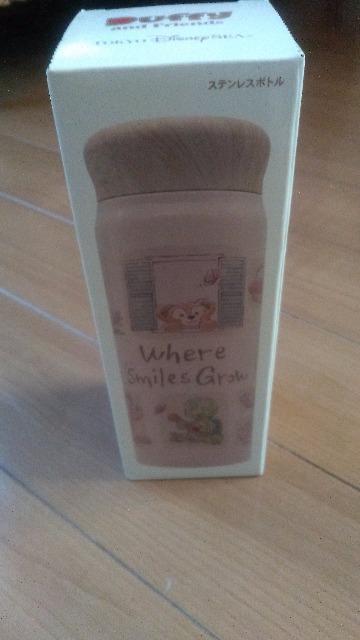 Duffy
and Friends
TOKYO DisneySEA
ステンレスボトル
Where
Smiles Grow